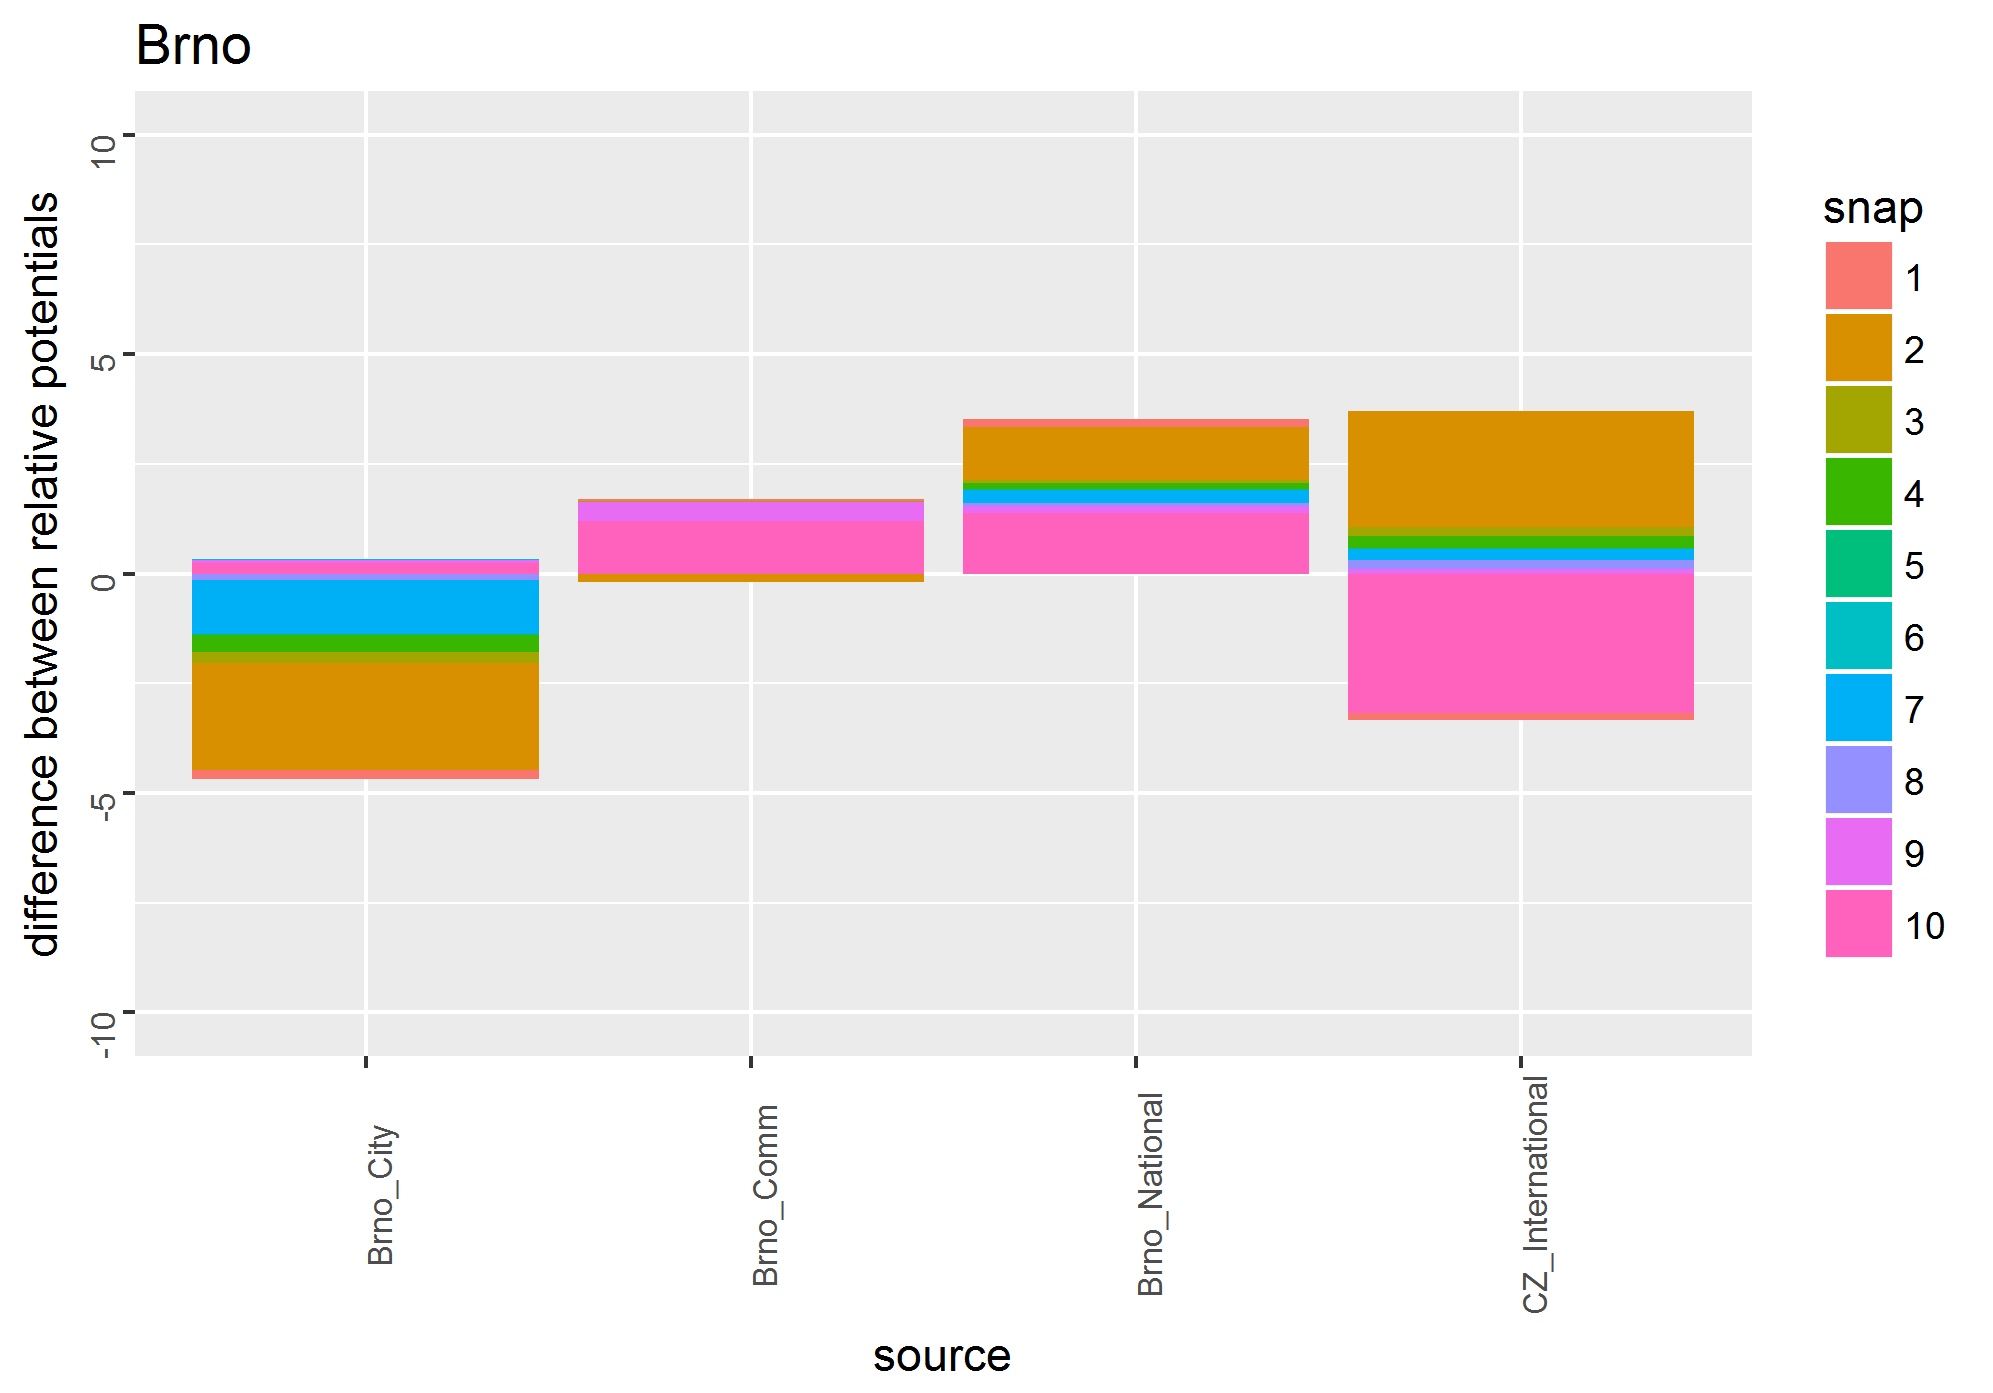 Brno
difference between relative potentials
10
5
0
-5
-10
Brno_City
Brno_Comm
Brno_National
CZ_International
source
snap
1
2
3
4
5
6
7
8
9
10